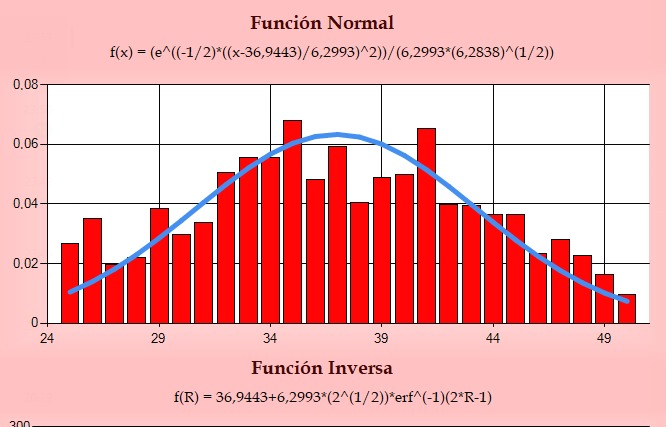 Función Normal
f(x) = (e^((-1/2)*((x-36,9443)/6,2993)^2))/(6,2993*(6,2838)^(1/2))
0,08
0,06
0,04
0,02
0
24 29 34 39 44 49
Función Inversa
f(R) = 36,9443+6,2993*(2^(1/2))*erf^(-1)(2*R-1)
300